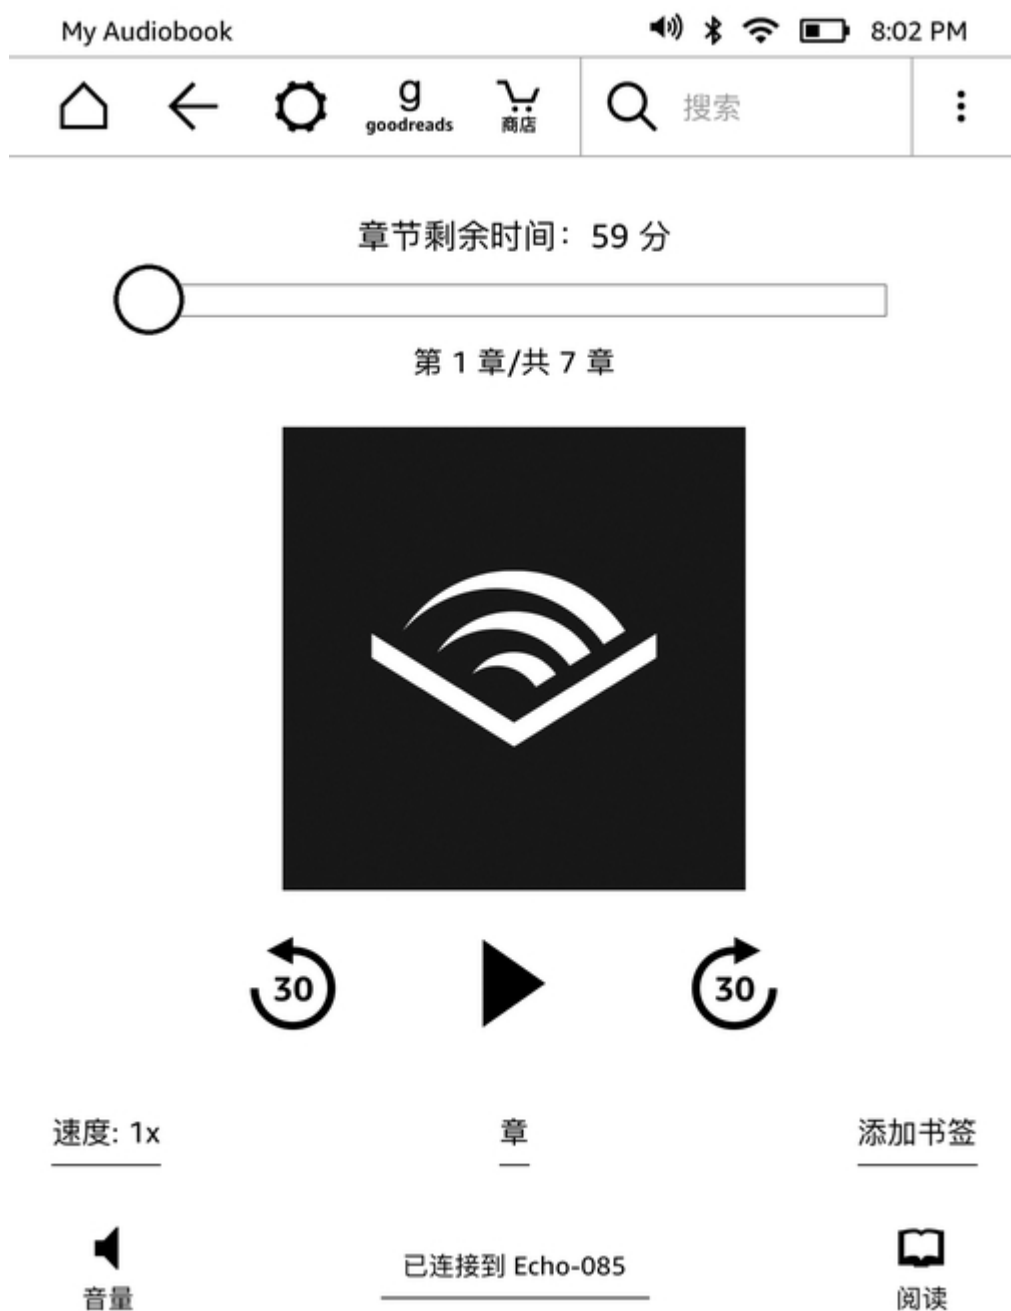 My Audiobook 8:02 PM
g
goodreads 商店 搜索
章节剩余时间：59 分
第 1 章/共 7 章
30 30
速度: 1x 章 添加书签
已连接到 Echo-085
音量 阅读